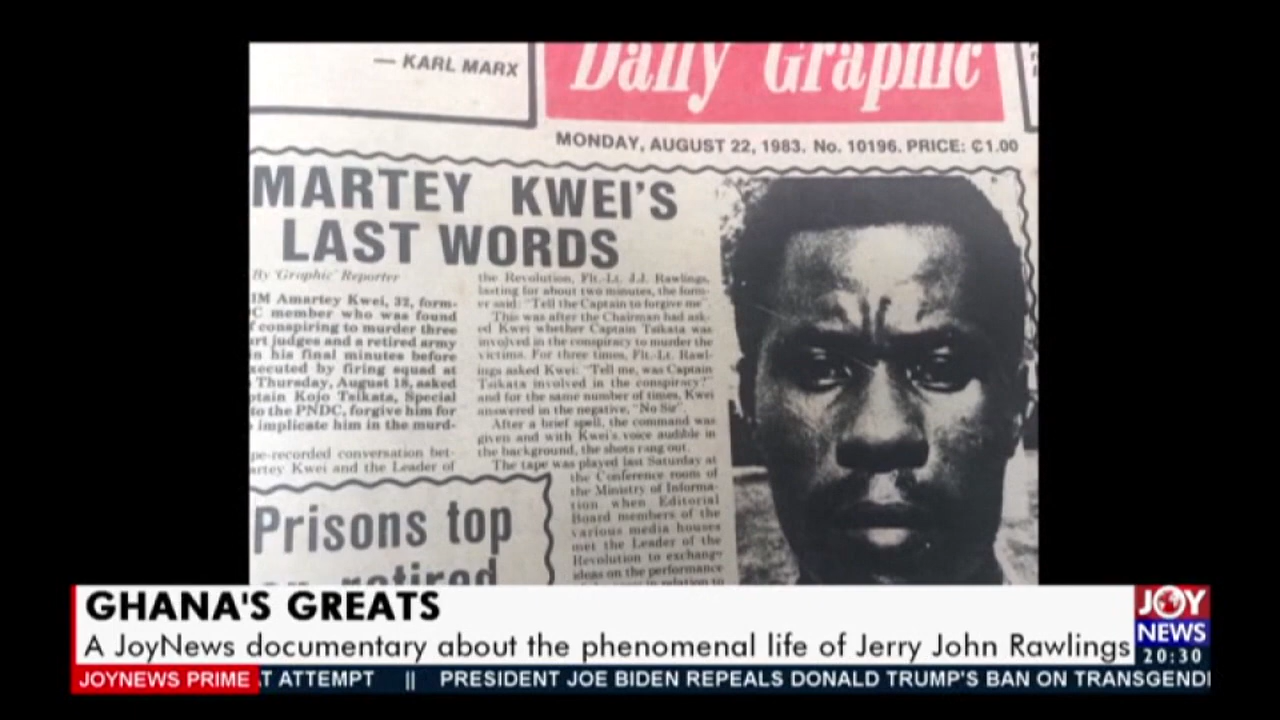 — KARL MARX
Daily Graphic
MONDAY, AUGUST 22, 1983. No. 10196. PRICE: ₵1.00
MARTEY KWEI'S
LAST WORDS
By 'Graphic' Reporter
IM Amartey Kwei, 32, form-
C member who was found
f conspiring to murder three
rt judges and a retired army
n his final minutes before
xecuted by firing squad at
Thursday, August 18, asked
ptain Kojo Tsikata, Special
to the PNDC, forgive him for
implicate him in the murd-
pe-recorded conversation bet-
artey Kwei and the Leader of
the Revolution, Flt.-Lt. J.J. Rawlings,
lasting for about two minutes, the form-
er said: "Tell the Captain to forgive me".
This was after the Chairman had ask-
ed Kwei whether Captain Tsikata was
involved in the conspiracy to murder the
victims. For three times, Flt.-Lt. Rawl-
ings asked Kwei: "Tell me, was Captain
Tsikata involved in the conspiracy?"
and for the same number of times, Kwei
answered in the negative, "No Sir".
After a brief spell, the command was
given and with Kwei's voice audible in
the background, the shots rang out.
The tape was played last Saturday at
the Conference room of
the Ministry of Informa-
tion when Editorial
Board members of the
various media houses
met the Leader of the
Revolution to exchange
ideas on the performance
in relation to
Prisons top
retired
GHANA'S GREATS
A JoyNews documentary about the phenomenal life of Jerry John Rawlings
JOY
NEWS
20:30
JOYNEWS PRIME T ATTEMPT || PRESIDENT JOE BIDEN REPEALS DONALD TRUMP'S BAN ON TRANSGENDI